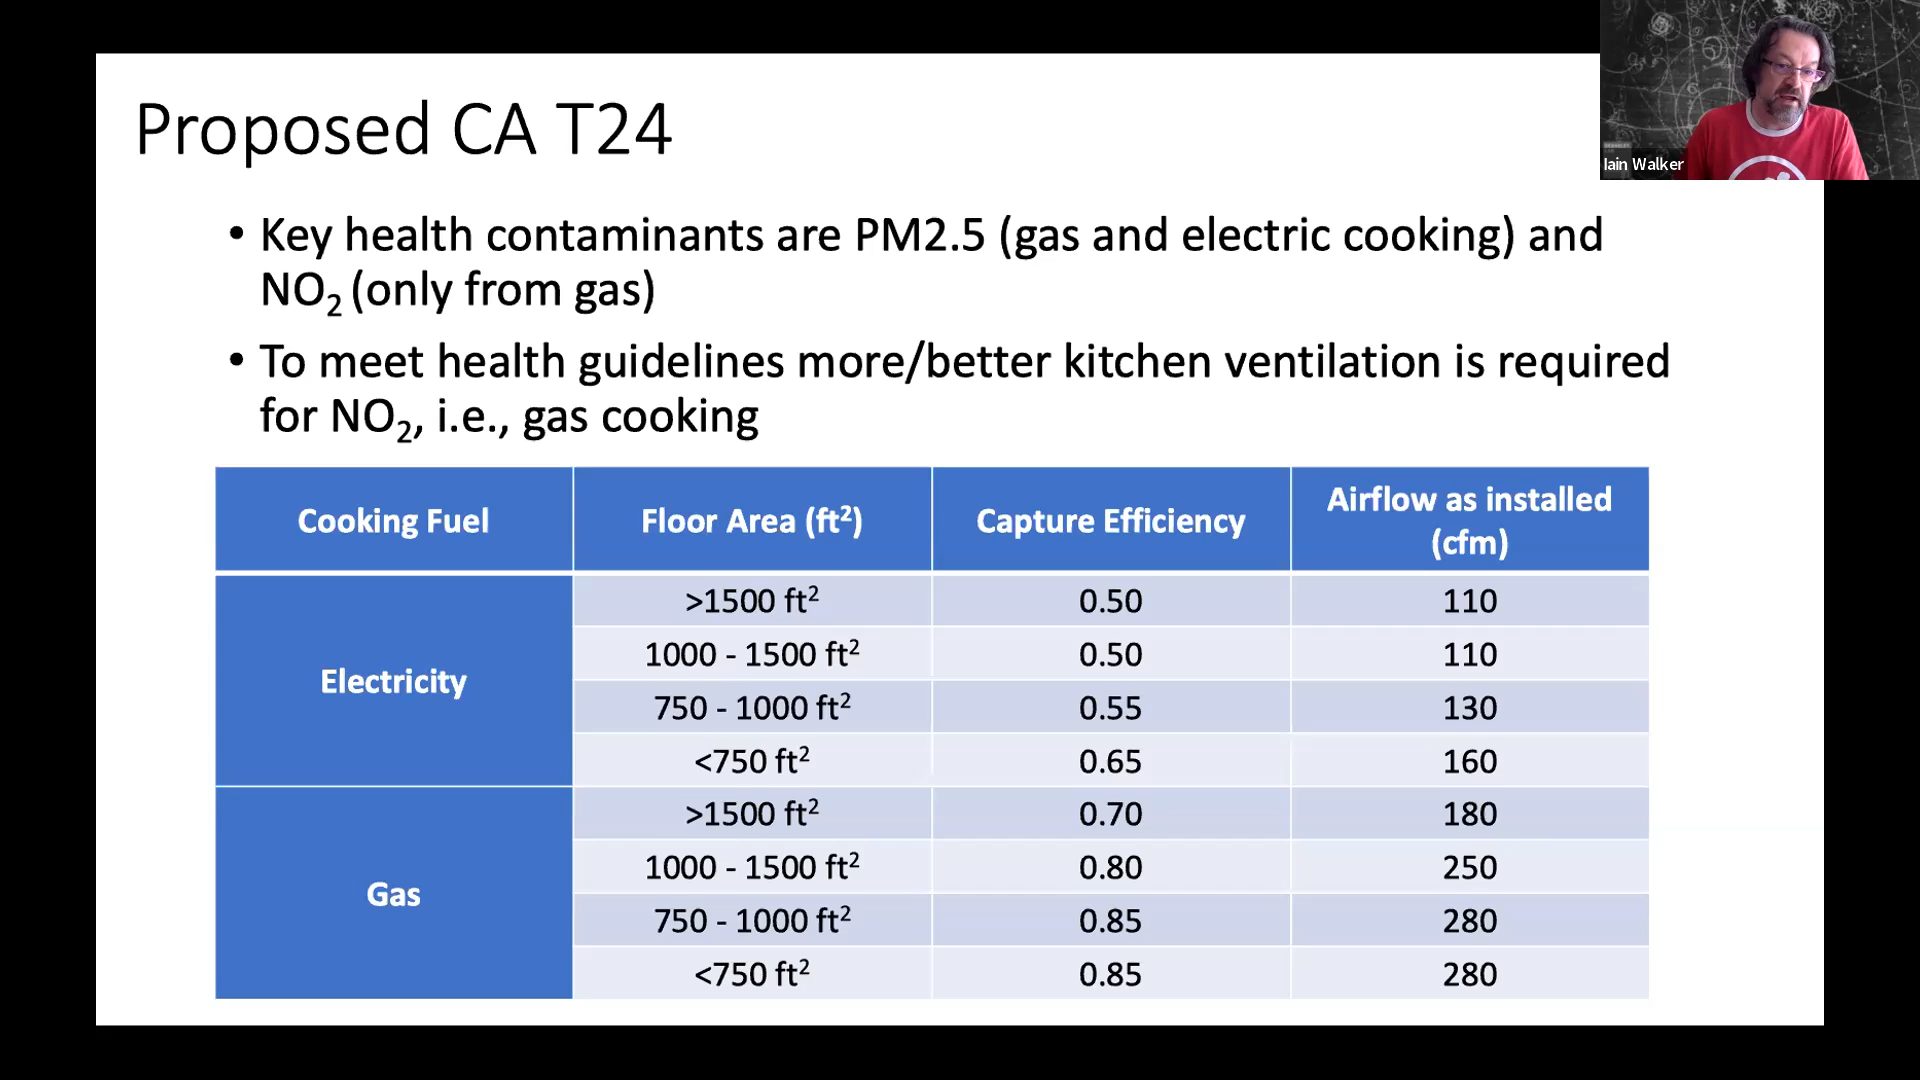 Proposed CA T24
Iain Walker
• Key health contaminants are PM2.5 (gas and electric cooking) and
NO₂ (only from gas)
• To meet health guidelines more/better kitchen ventilation is required
for NO₂, i.e., gas cooking
Cooking Fuel Floor Area (ft²) Capture Efficiency Airflow as installed
(cfm)
Electricity
>1500 ft² 0.50 110
1000 - 1500 ft² 0.50 110
750 - 1000 ft² 0.55 130
<750 ft² 0.65 160
Gas
>1500 ft² 0.70 180
1000 - 1500 ft² 0.80 250
750 - 1000 ft² 0.85 280
<750 ft² 0.85 280